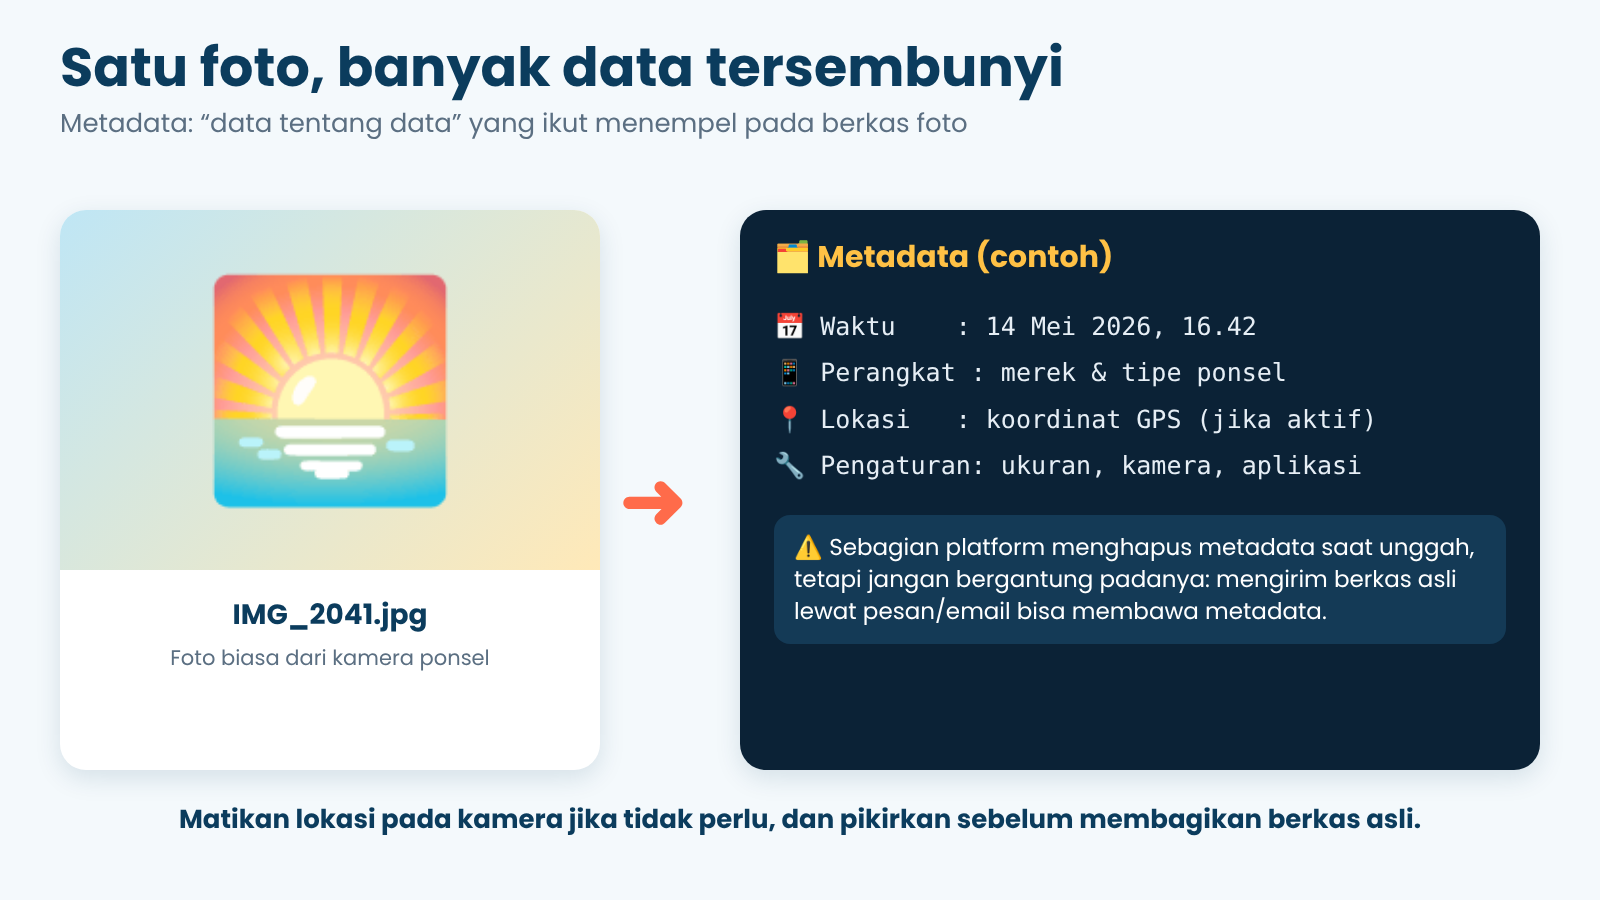 Satu foto, banyak data tersembunyi
Metadata: “data tentang data” yang ikut menempel pada berkas foto
IMG_2041.jpg
Foto biasa dari kamera ponsel
🗂️ Metadata (contoh)
📅 Waktu    : 14 Mei 2026, 16.42
📱 Perangkat : merek & tipe ponsel
📍 Lokasi   : koordinat GPS (jika aktif)
🔧 Pengaturan: ukuran, kamera, aplikasi
⚠️ Sebagian platform menghapus metadata saat unggah,
tetapi jangan bergantung padanya: mengirim berkas asli
lewat pesan/email bisa membawa metadata.
Matikan lokasi pada kamera jika tidak perlu, dan pikirkan sebelum membagikan berkas asli.